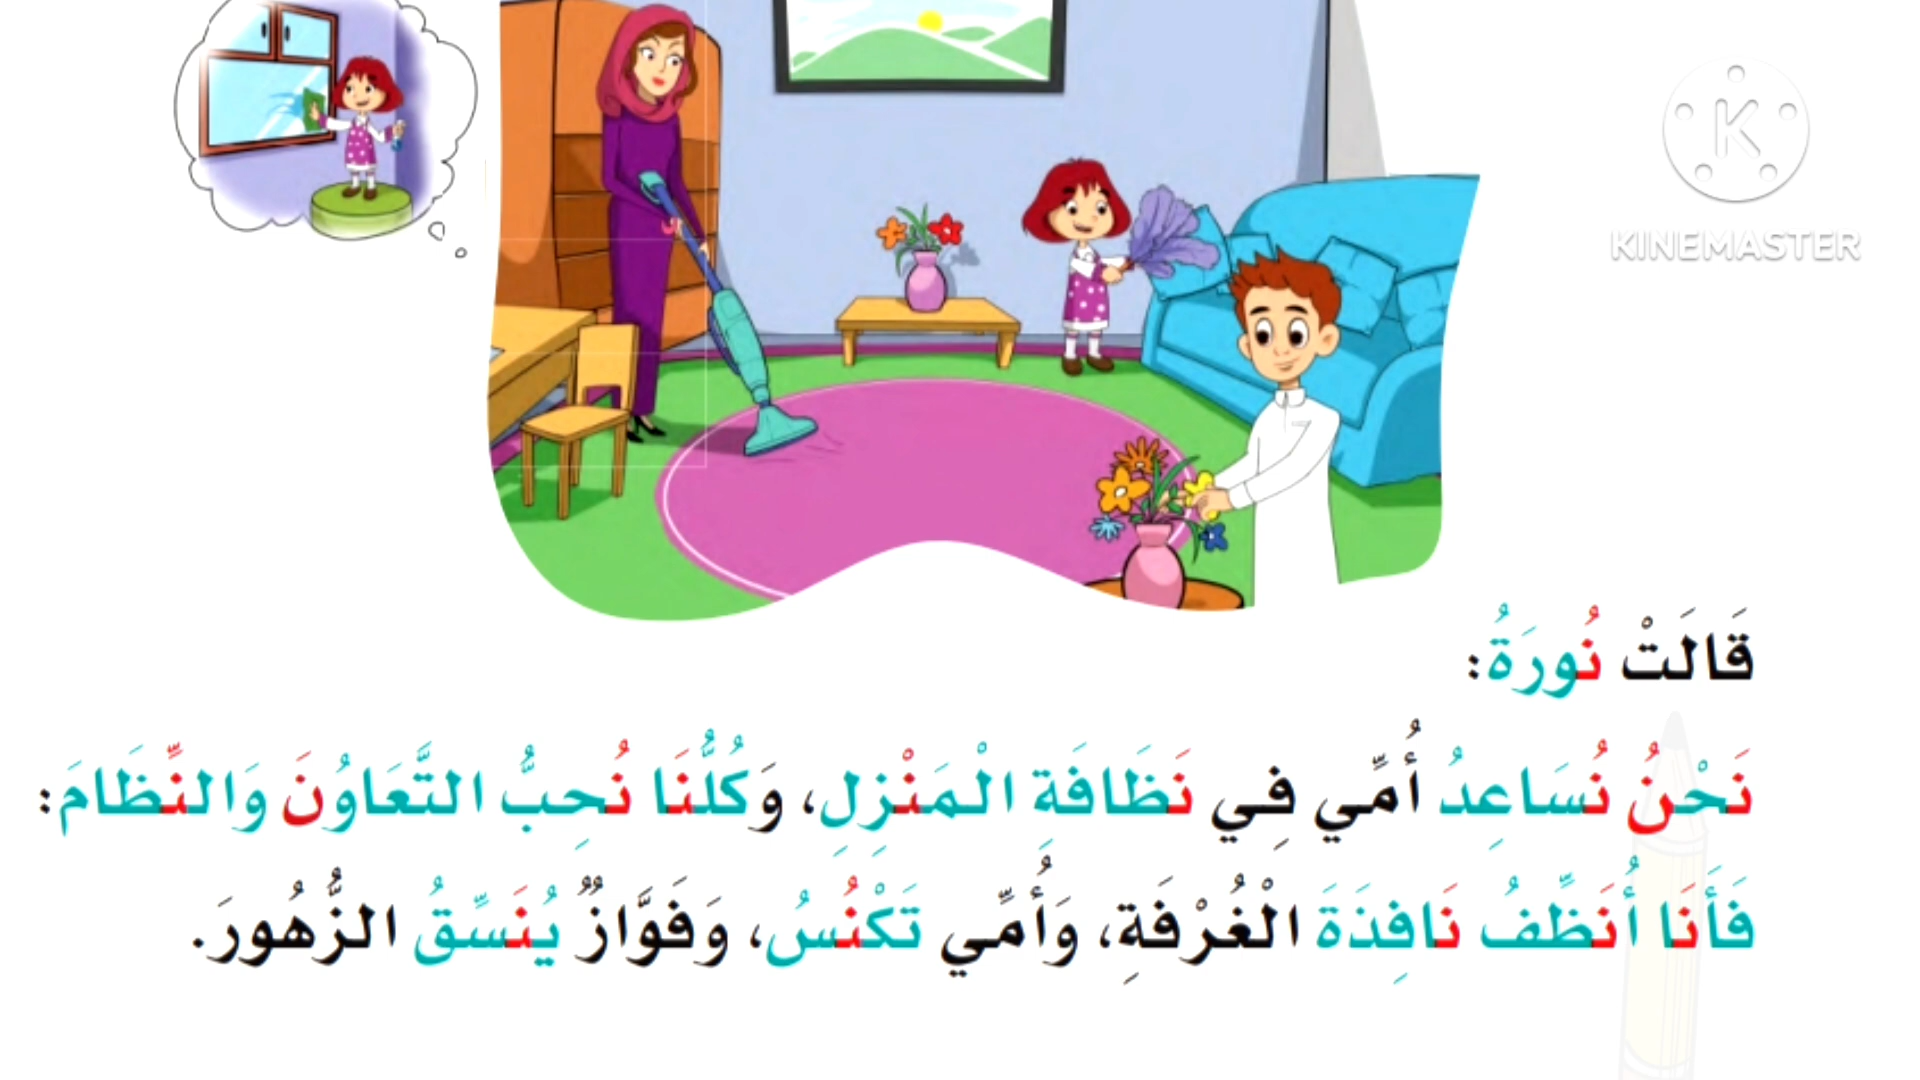 KINEMASTER
قَالَتْ نُورَةُ:
نَحْنُ نُسَاعِدُ أُمِّي فِي نَظَافَةِ الْمَنْزِلِ، وَكُلُّنَا نُحِبُّ التَّعَاوُنَ وَالنِّظَامَ:
فَأَنَا أُنَظِّفُ نَافِذَةَ الْغُرْفَةِ، وَأُمِّي تَكْنُسُ، وَفَوَّازٌ يُنَسِّقُ الزُّهُورَ.